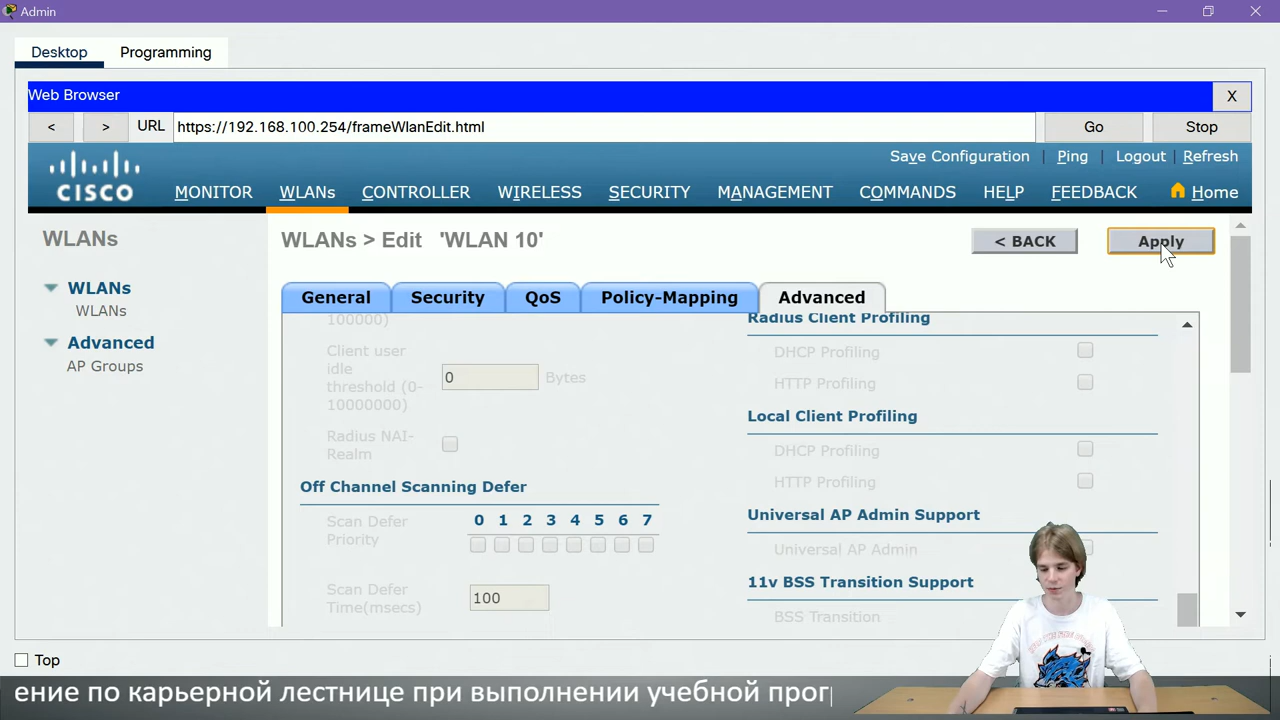 Admin
Desktop Programming
Web Browser X
< > URL https://192.168.100.254/frameWlanEdit.html Go Stop
Save Configuration | Ping | Logout | Refresh
CISCO MONITOR WLANs CONTROLLER WIRELESS SECURITY MANAGEMENT COMMANDS HELP FEEDBACK Home
WLANs
WLANs
WLANs
Advanced
AP Groups
WLANs > Edit 'WLAN 10' < BACK Apply
General Security QoS Policy-Mapping Advanced
100000)
Client user
idle
threshold (0-
10000000)
0 Bytes
Radius NAI-
Realm
Off Channel Scanning Defer
Scan Defer
Priority
0 1 2 3 4 5 6 7
Scan Defer
Time(msecs)
100
Radius Client Profiling
DHCP Profiling
HTTP Profiling
Local Client Profiling
DHCP Profiling
HTTP Profiling
Universal AP Admin Support
Universal AP Admin
11v BSS Transition Support
BSS Transition
Top
ение по карьерной лестнице при выполнении учебной прог